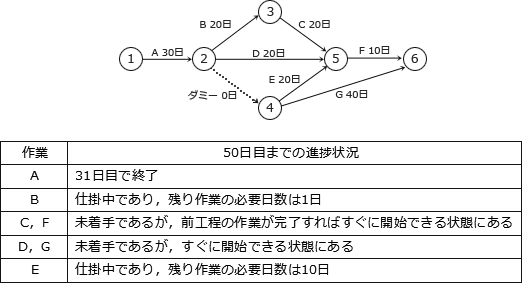 3
B 20日
C 20日
1
A 30日
2
D 20日
5
F 10日
6
E 20日
ダミー 0日
G 40日
4
作業
50日目までの進捗状況
A
31日目で終了
B
仕掛中であり，残り作業の必要日数は1日
C，F
未着手であるが，前工程の作業が完了すればすぐに開始できる状態にある
D，G
未着手であるが，すぐに開始できる状態にある
E
仕掛中であり，残り作業の必要日数は10日